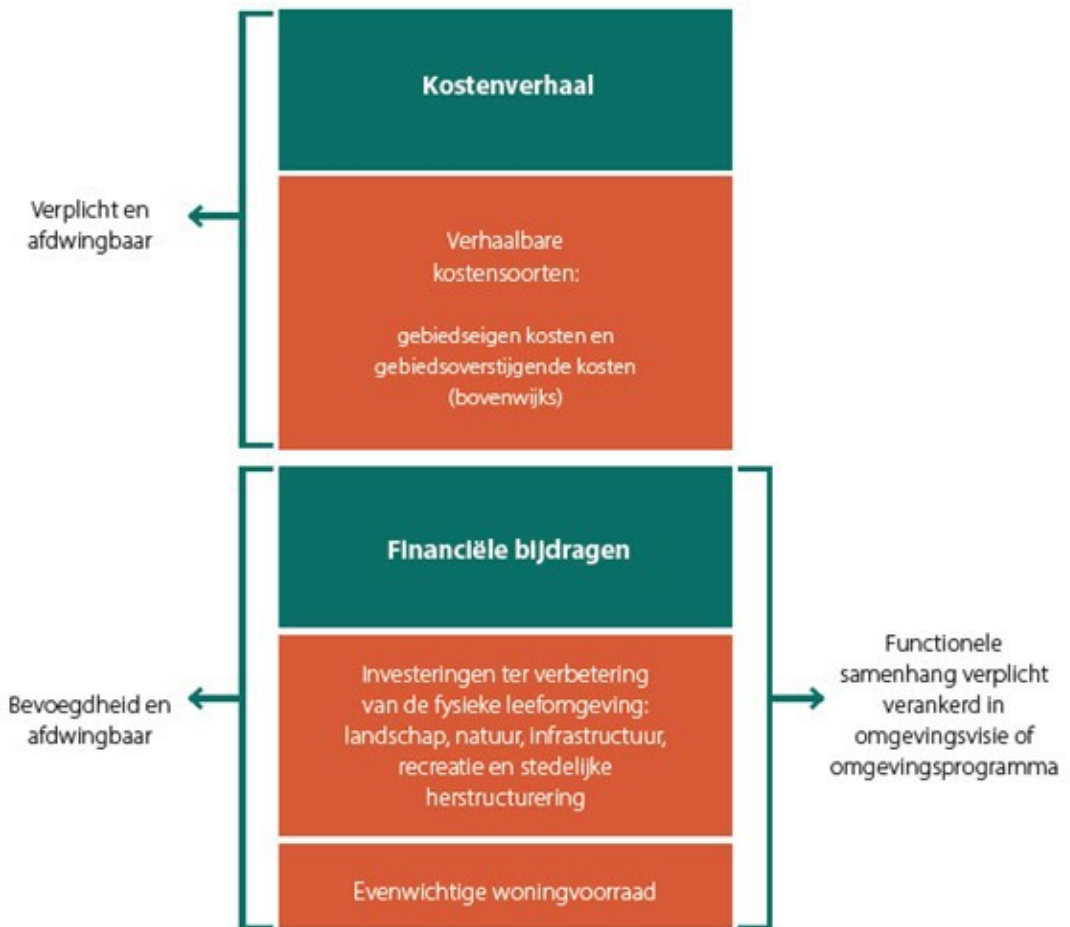 Kostenverhaal
Verplicht en
afdwingbaar
Verhaalbare
kostensoorten:
gebiedseigen kosten en
gebiedsoverstijgende kosten
(bovenwijks)
Financiële bijdragen
Bevoegdheid en
afdwingbaar
Investeringen ter verbetering
van de fysieke leefomgeving:
landschap, natuur, infrastructuur,
recreatie en stedelijke
herstructurering
Functionele
samenhang verplicht
verankerd in
omgevingsvisie of
omgevingsprogramma
Evenwichtige woningvoorraad